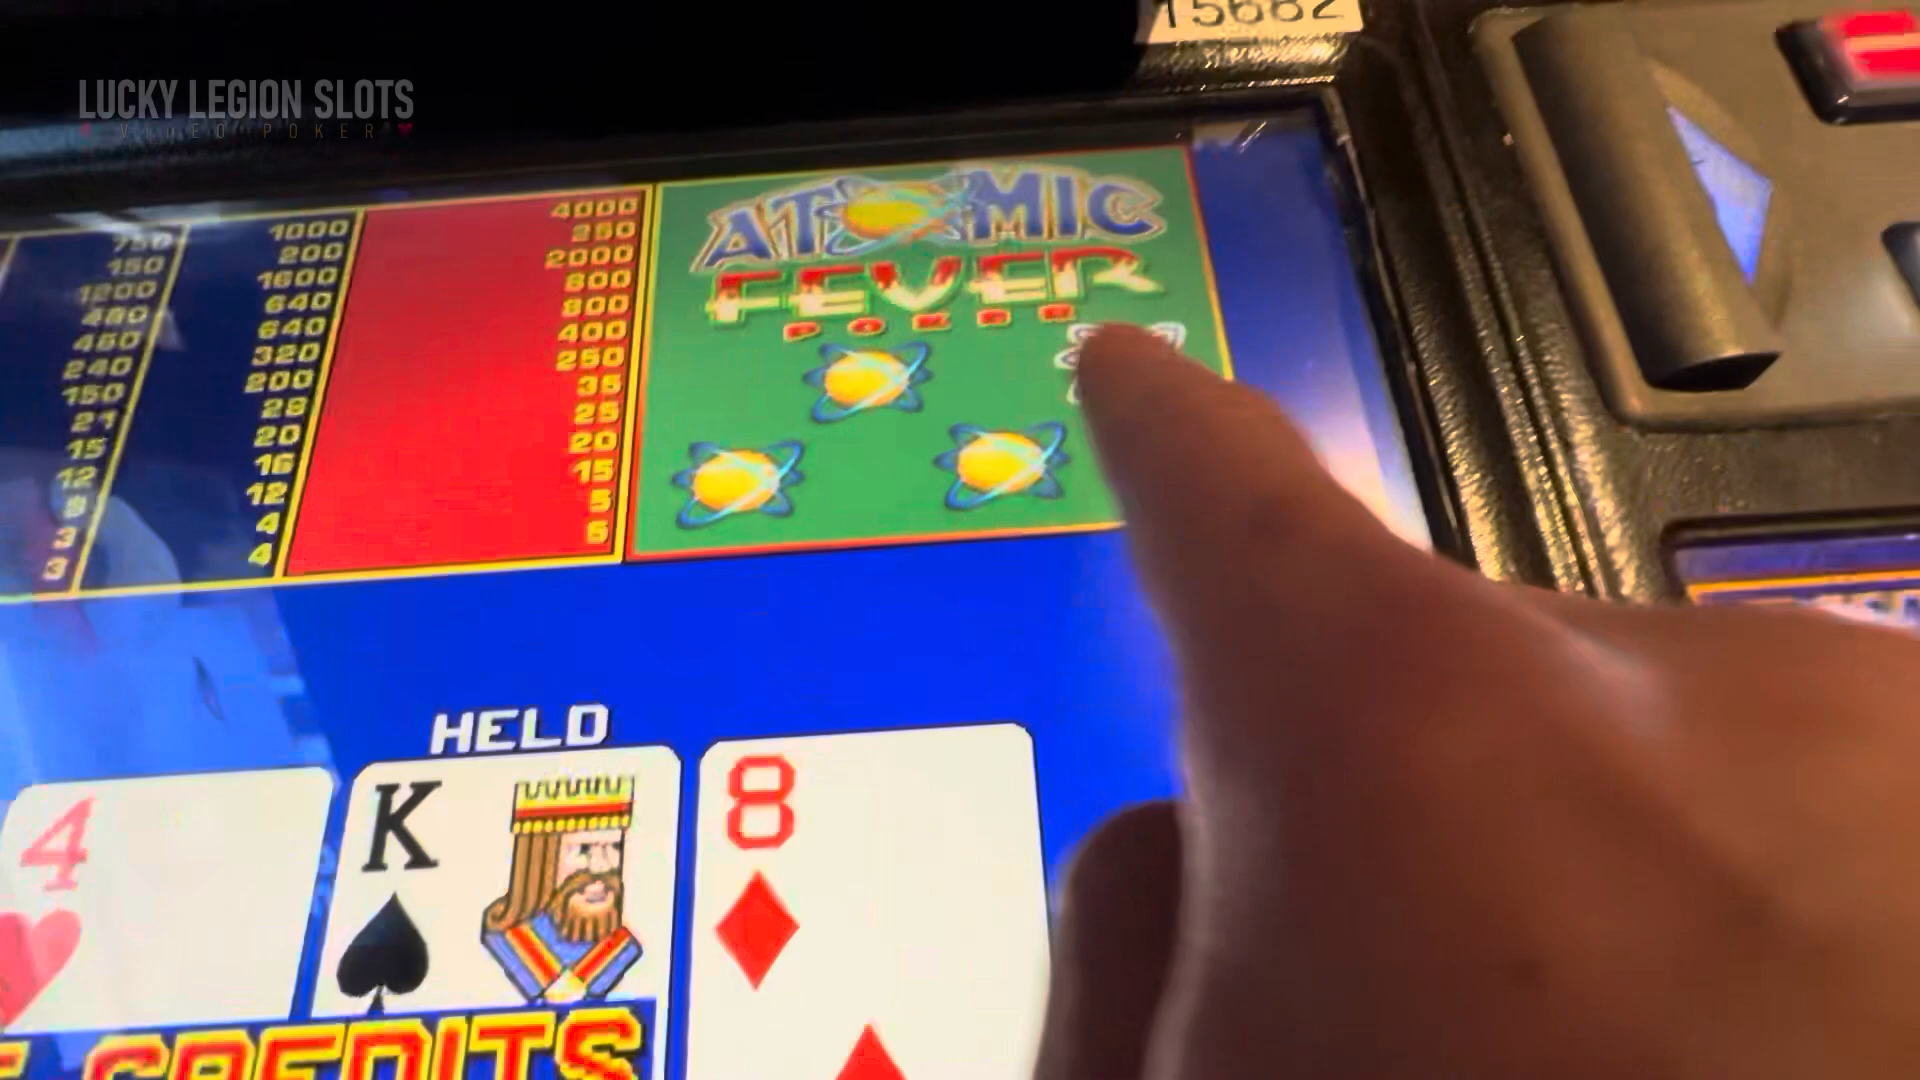 15682
LUCKY LEGION SLOTS
VIDEO POKER
ATOMIC
FEVER
POKER
750 1000 4000
150 200 250
1200 1600 2000
480 640 800
480 640 800
240 320 400
150 200 250
21 28 35
15 20 25
12 16 20
9 12 15
3 4 5
3 4 5
HELD
4 K 8
CREDITS